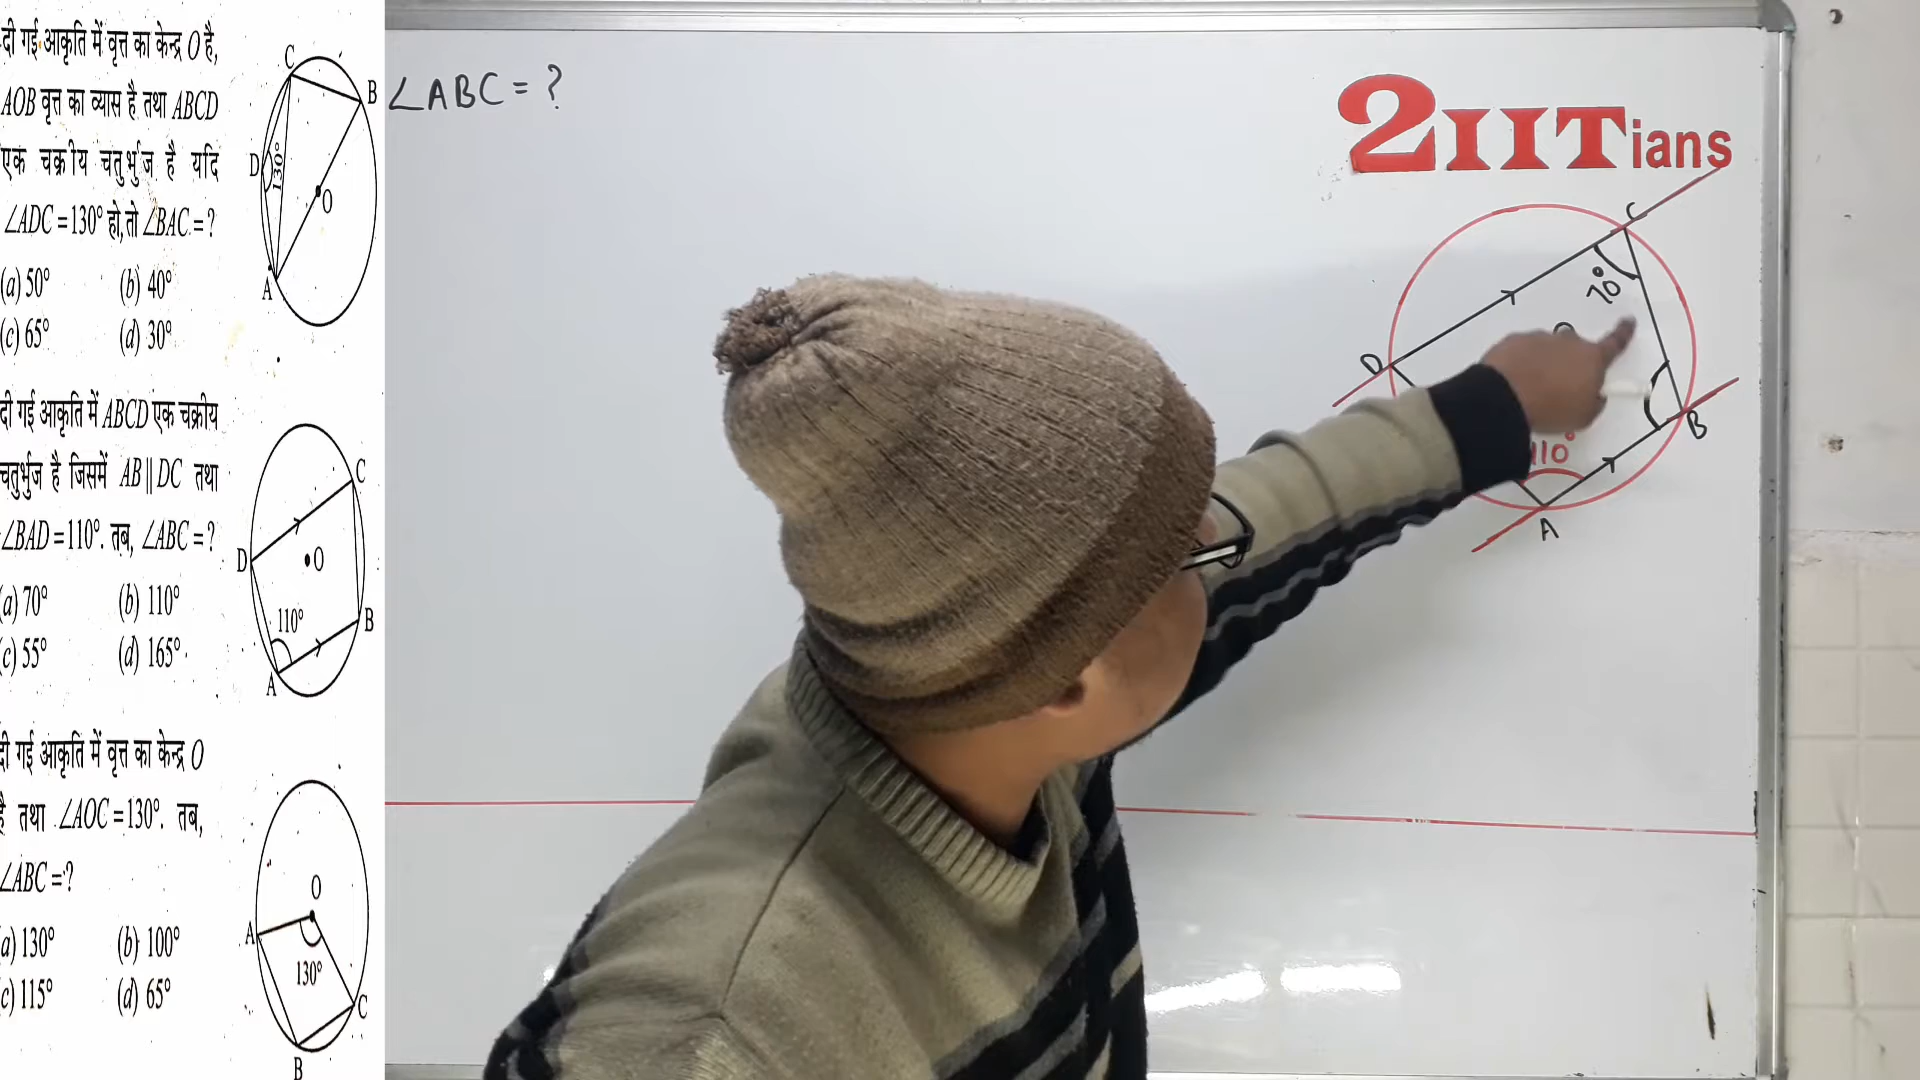 दी गई आकृति में वृत्त का केन्द्र O है,
AOB वृत्त का व्यास है तथा ABCD
एक चक्रीय चतुर्भुज है यदि
∠ADC = 130° हो, तो ∠BAC = ?
(a) 50° (b) 40°
(c) 65° (d) 30°
C
B
D
130°
O
A
दी गई आकृति में ABCD एक चक्रीय
चतुर्भुज है जिसमें AB || DC तथा
∠BAD = 110°. तब, ∠ABC = ?
(a) 70° (b) 110°
(c) 55° (d) 165°
C
D
O
110°
B
A
दी गई आकृति में वृत्त का केन्द्र O
है तथा ∠AOC = 130°. तब,
∠ABC = ?
(a) 130° (b) 100°
(c) 115° (d) 65°
O
A
130°
C
B
∠ABC = ?
2IITians
C
70°
D
B
110°
A